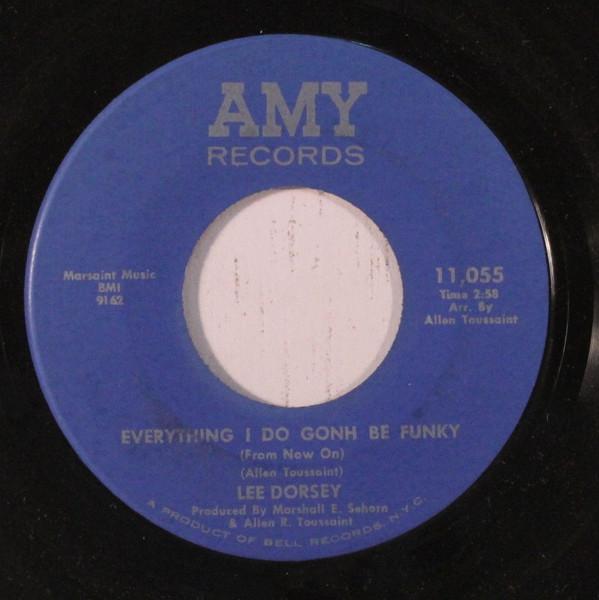 AMY
RECORDS
Marsaint Music
BMI
9162
11,055
Time 2:58
Arr. By
Allen Toussaint
EVERYTHING I DO GONH BE FUNKY
(From Now On)
(Allen Toussaint)
LEE DORSEY
Produced By Marshall E. Sehorn
& Allen R. Toussaint
A PRODUCT OF BELL RECORDS, N.Y.C.